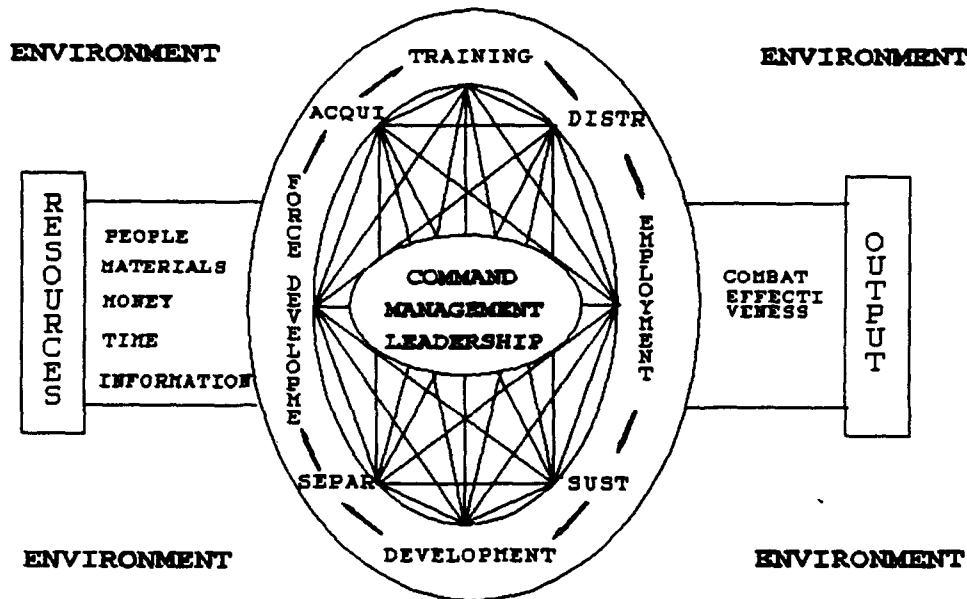 ENVIRONMENT
ENVIRONMENT
TRAINING
ACQUI
DISTR
RESOURCES
PEOPLE
MATERIALS
MONEY
TIME
INFORMATION
FORCE DEVELOPME
COMMAND
MANAGEMENT
LEADERSHIP
EMPLOYMENT
COMBAT
EFFECTI
VENESS
OUTPUT
SEPAR
SUST
DEVELOPMENT
ENVIRONMENT
ENVIRONMENT